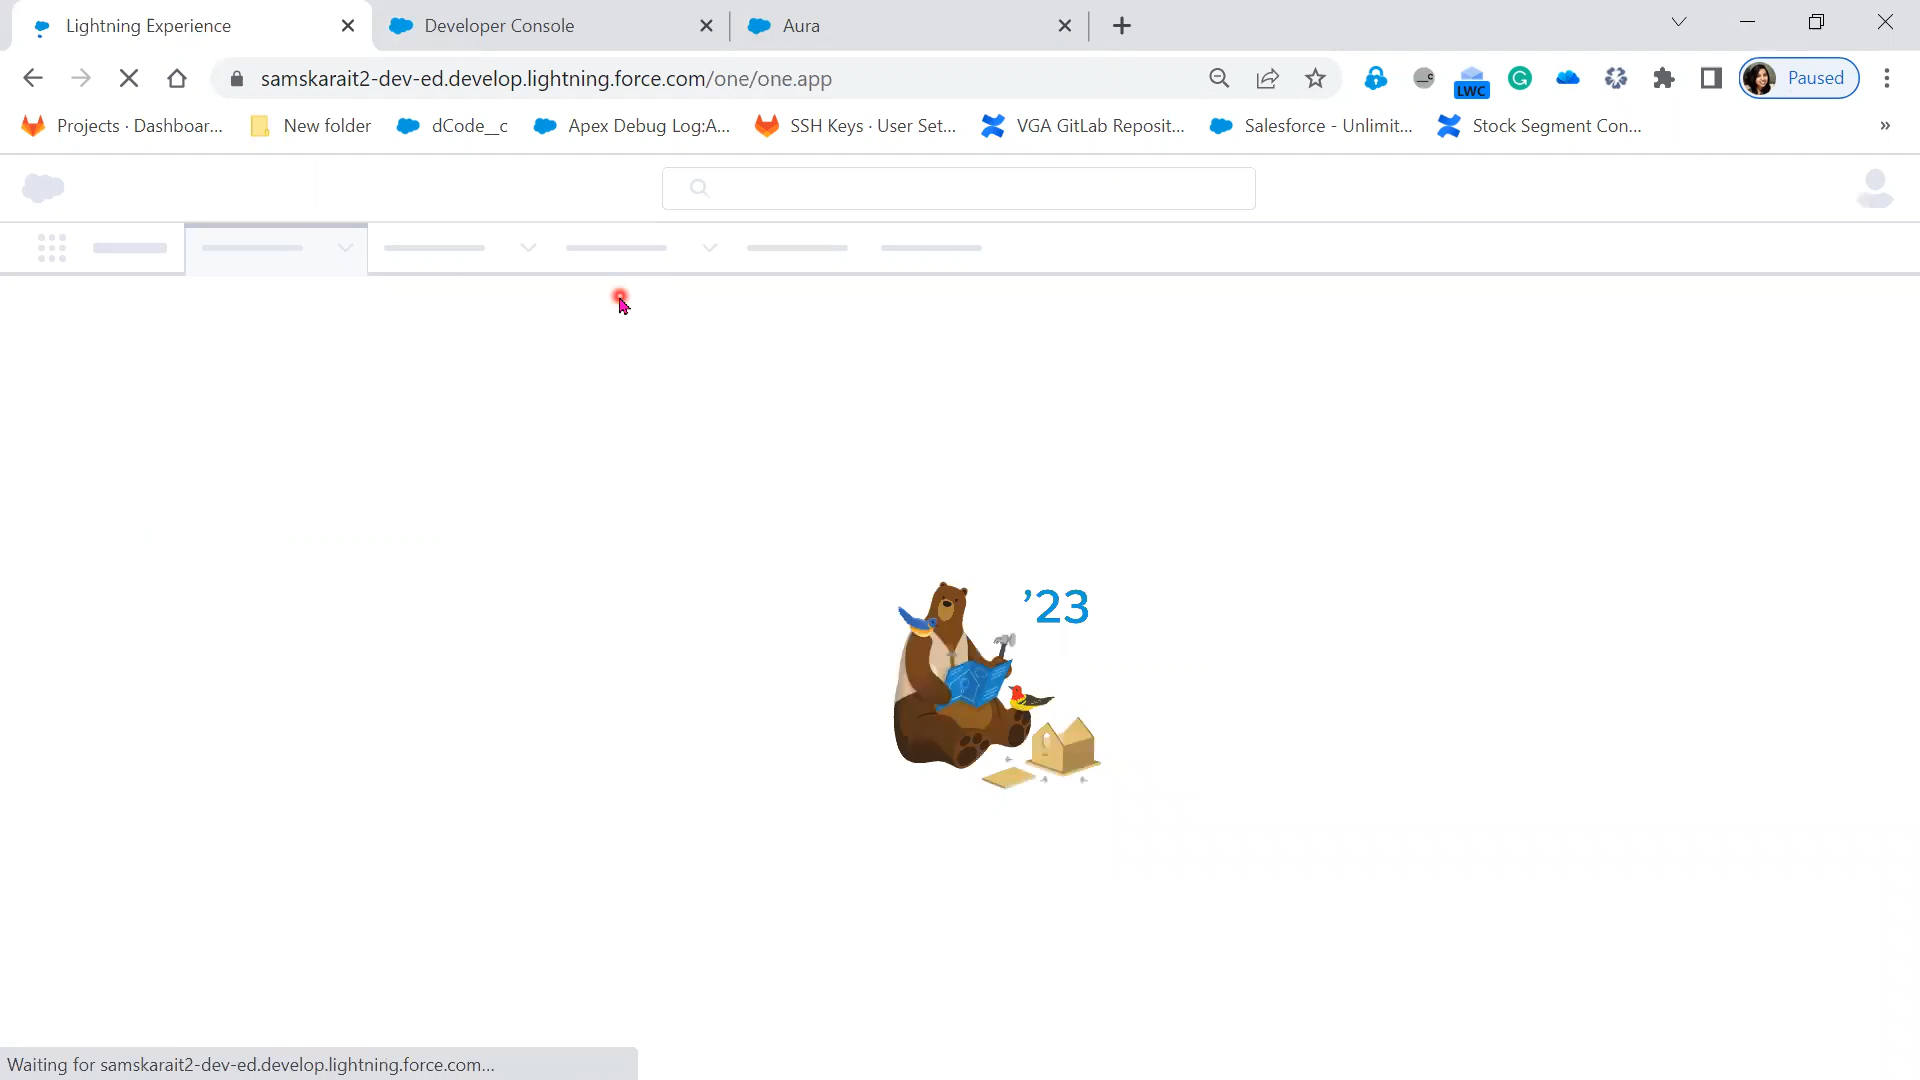 Lightning Experience
Developer Console
Aura
samskarait2-dev-ed.develop.lightning.force.com/one/one.app
LWC
Paused
Projects · Dashboar...
New folder
dCode__c
Apex Debug Log:A...
SSH Keys · User Set...
VGA GitLab Reposit...
Salesforce - Unlimit...
Stock Segment Con...
»
’23
Waiting for samskarait2-dev-ed.develop.lightning.force.com...